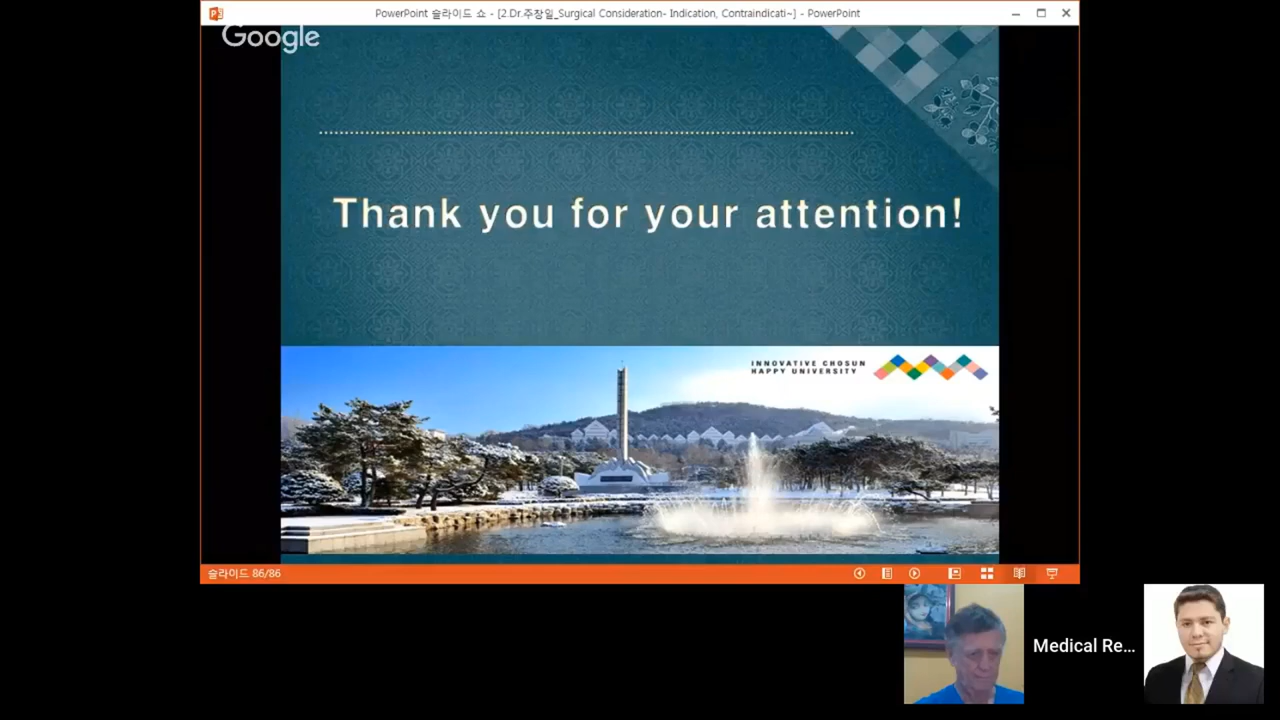 PowerPoint 슬라이드 쇼 - [2.Dr.주장일_Surgical Consideration- Indication, Contraindicati~] - PowerPoint
Google
Thank you for your attention!
INNOVATIVE CHOSUN
HAPPY UNIVERSITY
슬라이드 86/86
Medical Re...